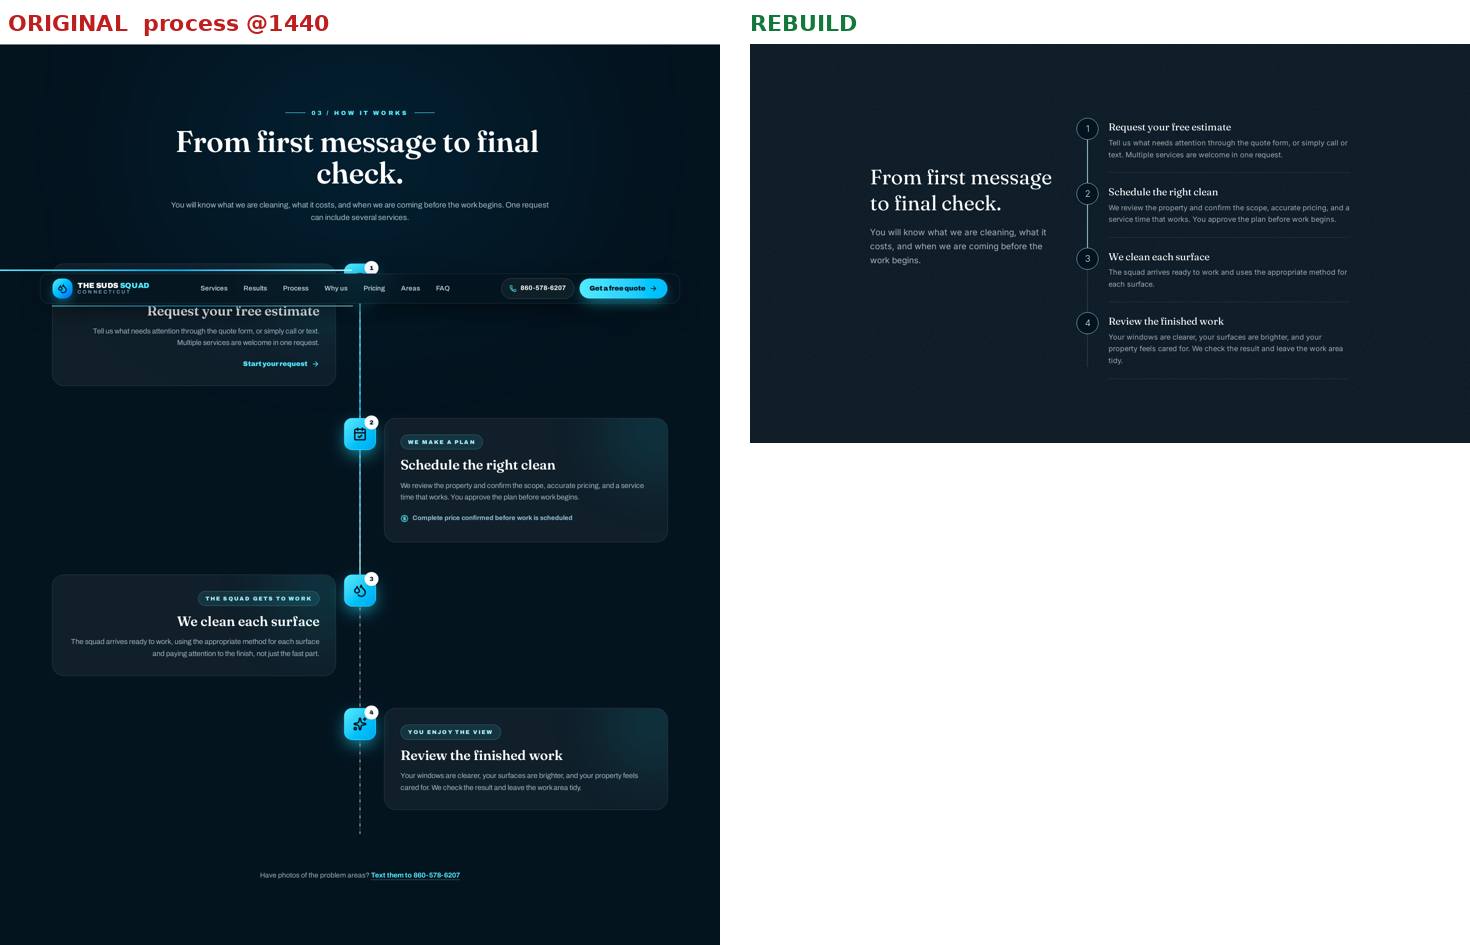 ORIGINAL process @1440
03 / HOW IT WORKS
From first message to final
check.
You will know what we are cleaning, what it costs, and when we are coming before the work begins. One request
can include several services.
1
THE SUDS SQUAD
CONNECTICUT
Services
Results
Process
Why us
Pricing
Areas
FAQ
860-578-6207
Get a free quote
Request your free estimate
Tell us what needs attention through the quote form, or simply call or text.
Multiple services are welcome in one request.
Start your request
2
WE MAKE A PLAN
Schedule the right clean
We review the property and confirm the scope, accurate pricing, and a service
time that works. You approve the plan before work begins.
Complete price confirmed before work is scheduled
3
THE SQUAD GETS TO WORK
We clean each surface
The squad arrives ready to work, using the appropriate method for each surface
and paying attention to the finish, not just the fast part.
4
YOU ENJOY THE VIEW
Review the finished work
Your windows are clearer, your surfaces are brighter, and your property feels
cared for. We check the result and leave the work area tidy.
Have photos of the problem areas? Text them to 860-578-6207
REBUILD
From first message
to final check.
You will know what we are cleaning, what it
costs, and when we are coming before the
work begins.
1
Request your free estimate
Tell us what needs attention through the quote form, or simply call or
text. Multiple services are welcome in one request.
2
Schedule the right clean
We review the property and confirm the scope, accurate pricing, and a
service time that works. You approve the plan before work begins.
3
We clean each surface
The squad arrives ready to work and uses the appropriate method for
each surface.
4
Review the finished work
Your windows are clearer, your surfaces are brighter, and your
property feels cared for. We check the result and leave the work area
tidy.